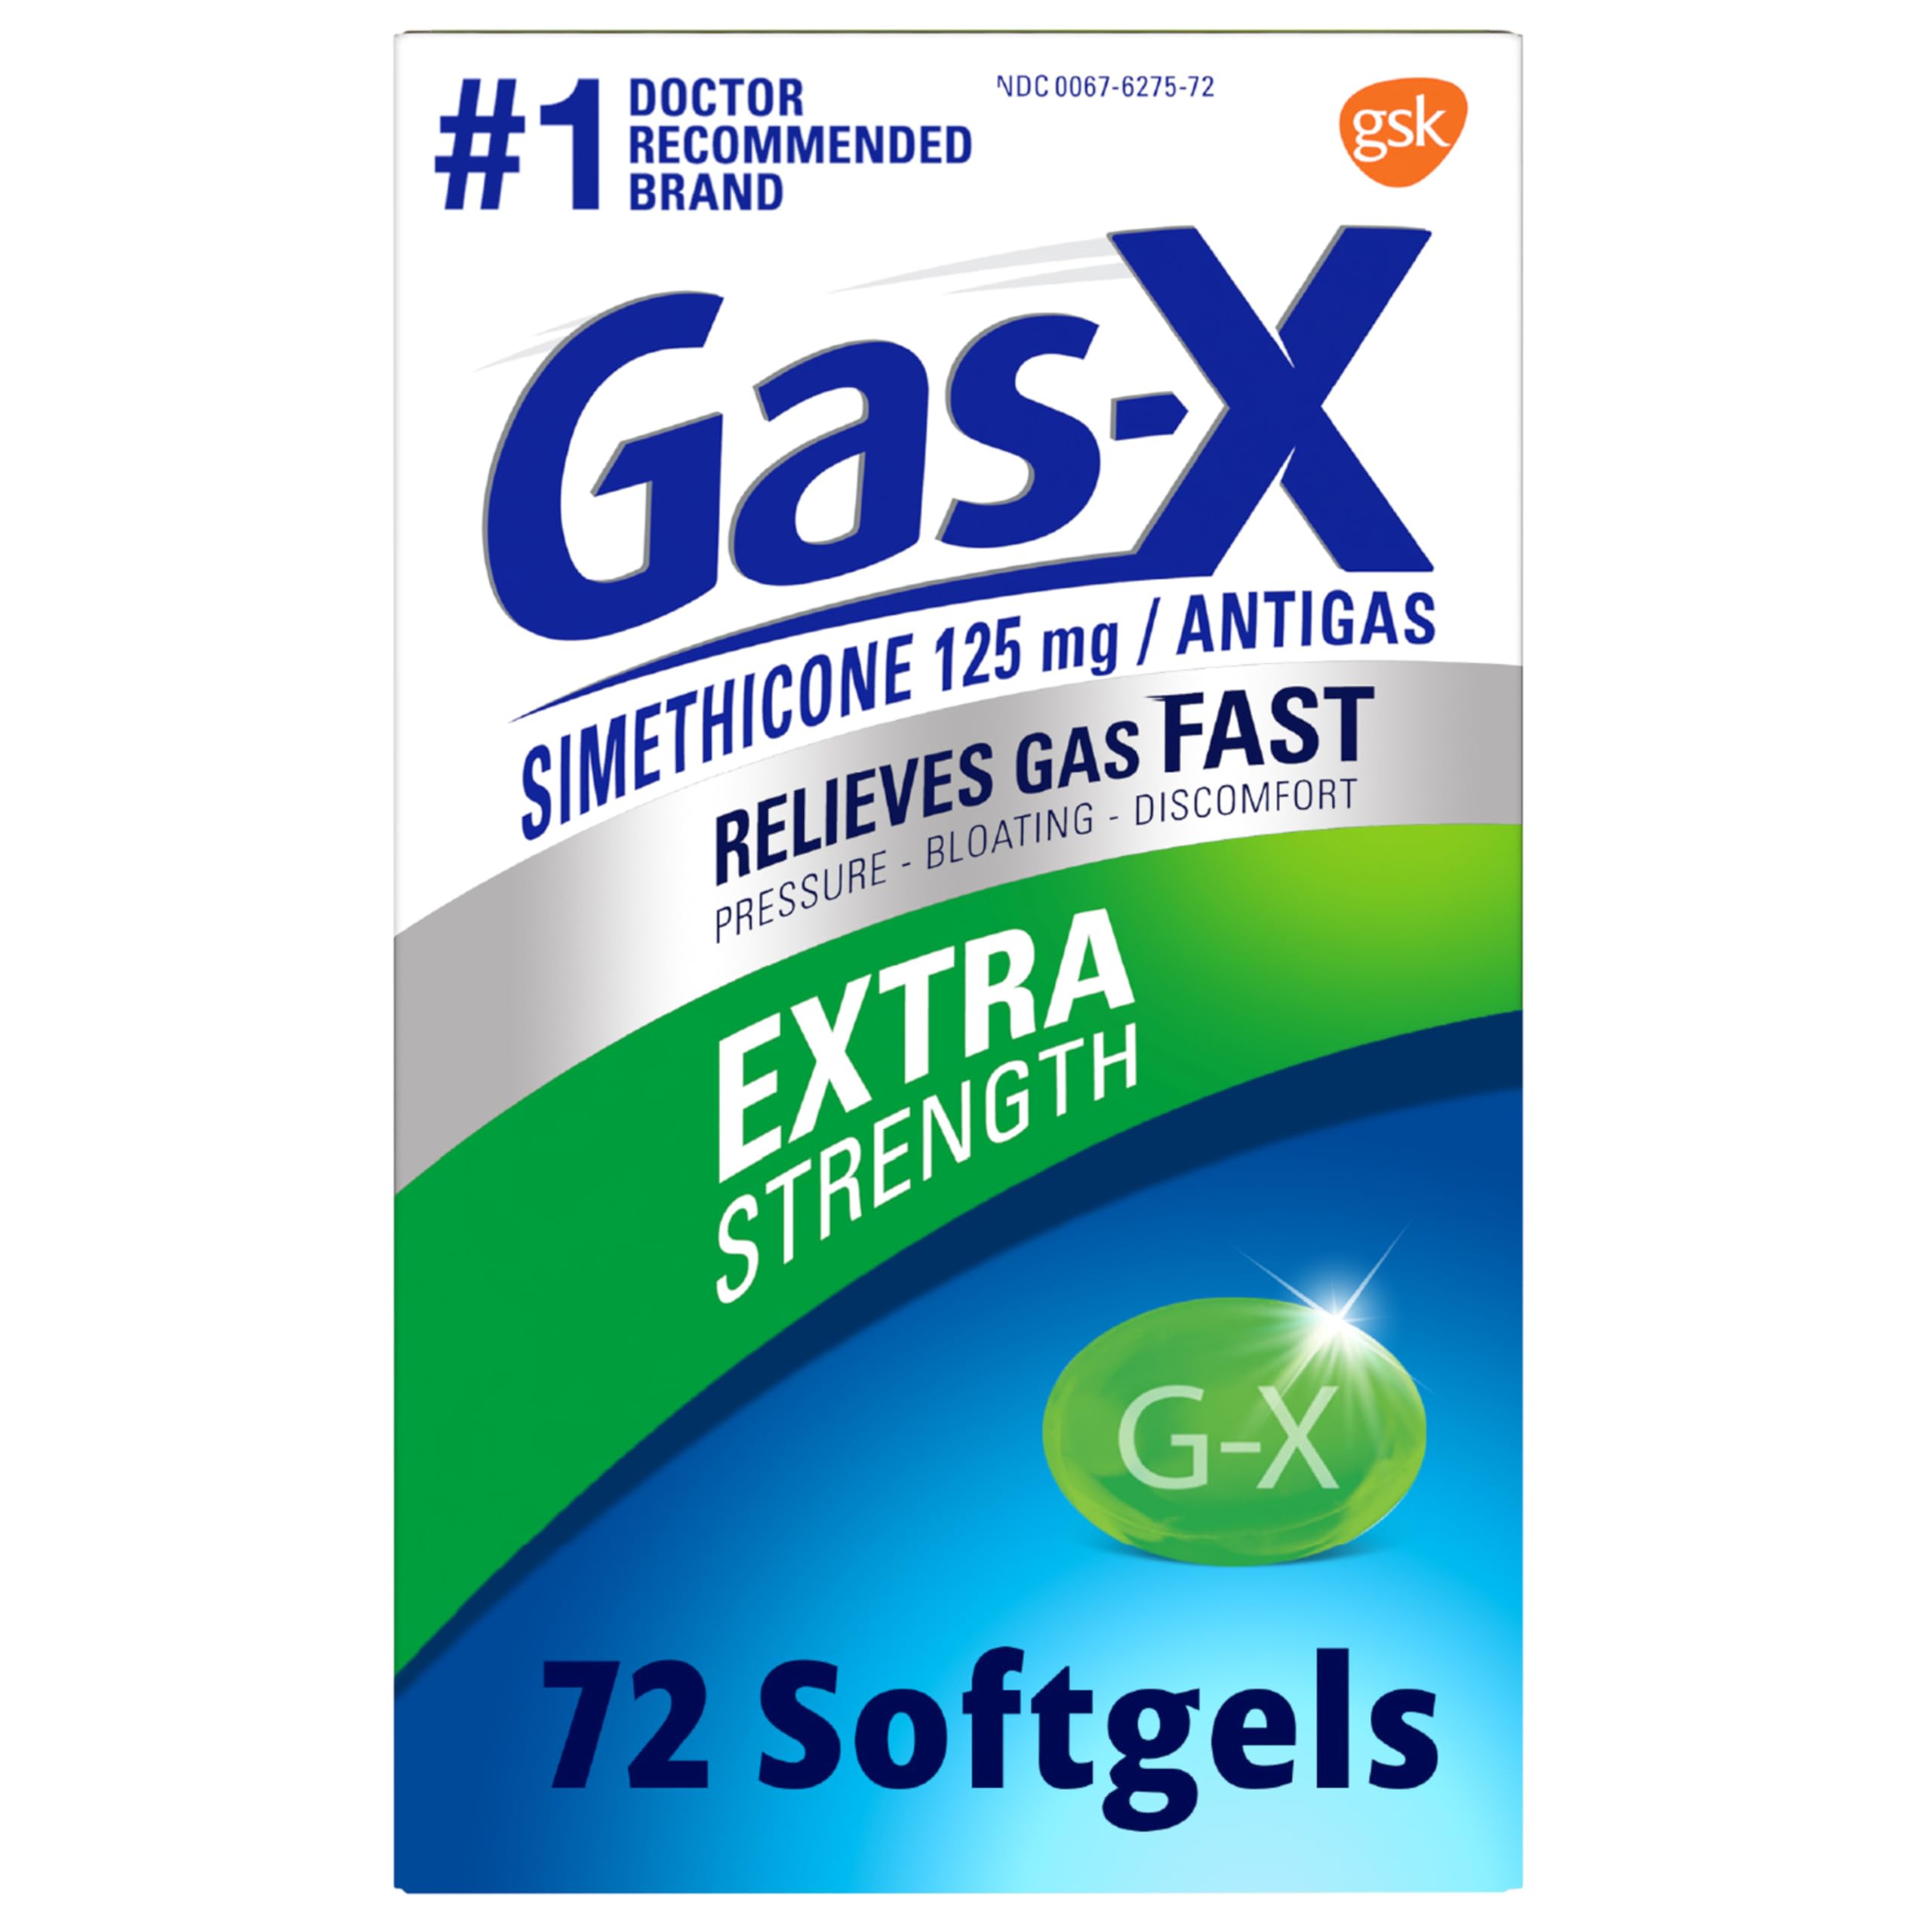 #1 DOCTOR
RECOMMENDED
BRAND
NDC 0067-6275-72
gsk
Gas-X
SIMETHICONE 125 mg / ANTIGAS
RELIEVES GAS FAST
PRESSURE - BLOATING - DISCOMFORT
EXTRA
STRENGTH
G-X
72 Softgels